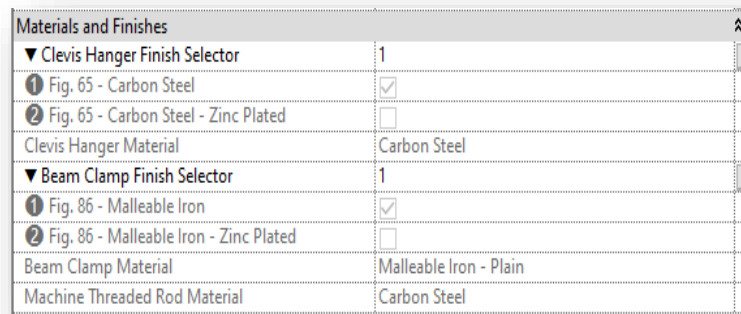 Materials and Finishes
▼ Clevis Hanger Finish Selector 1
❶ Fig. 65 - Carbon Steel
❷ Fig. 65 - Carbon Steel - Zinc Plated
Clevis Hanger Material Carbon Steel
▼ Beam Clamp Finish Selector 1
❶ Fig. 86 - Malleable Iron
❷ Fig. 86 - Malleable Iron - Zinc Plated
Beam Clamp Material Malleable Iron - Plain
Machine Threaded Rod Material Carbon Steel